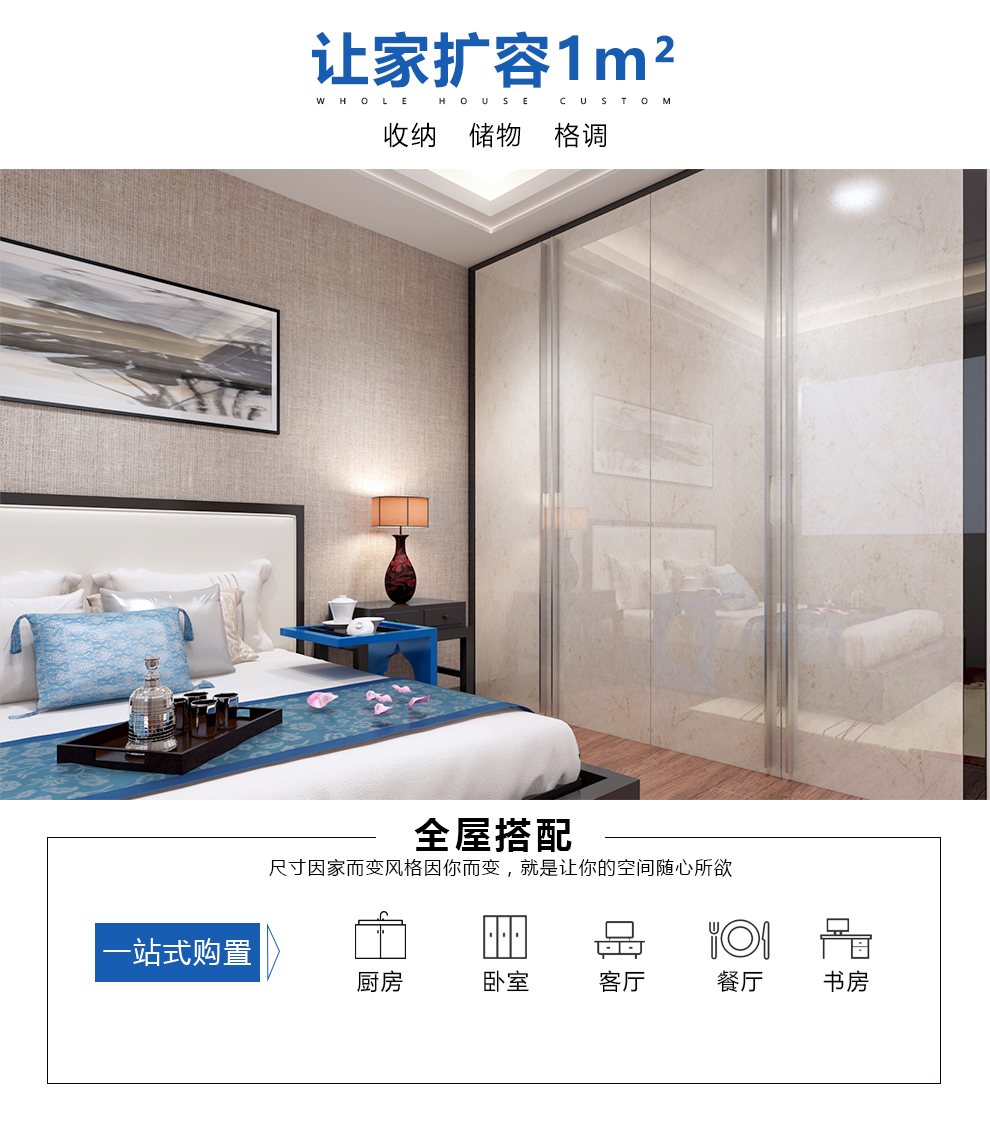 让家扩容1m²
WHOLE HOUSE CUSTOM
收纳 储物 格调
全屋搭配
尺寸因家而变风格因你而变，就是让你的空间随心所欲
一站式购置
厨房 卧室 客厅 餐厅 书房